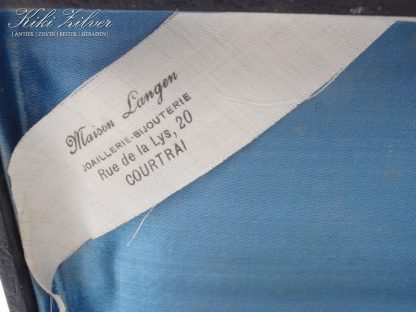 Kiki Zilver
| ANTIEK | ZILVER | BESTEK | SIERADEN |
Maison Langen
JOAILLERIE-BIJOUTERIE
Rue de la Lys, 20
COURTRAI